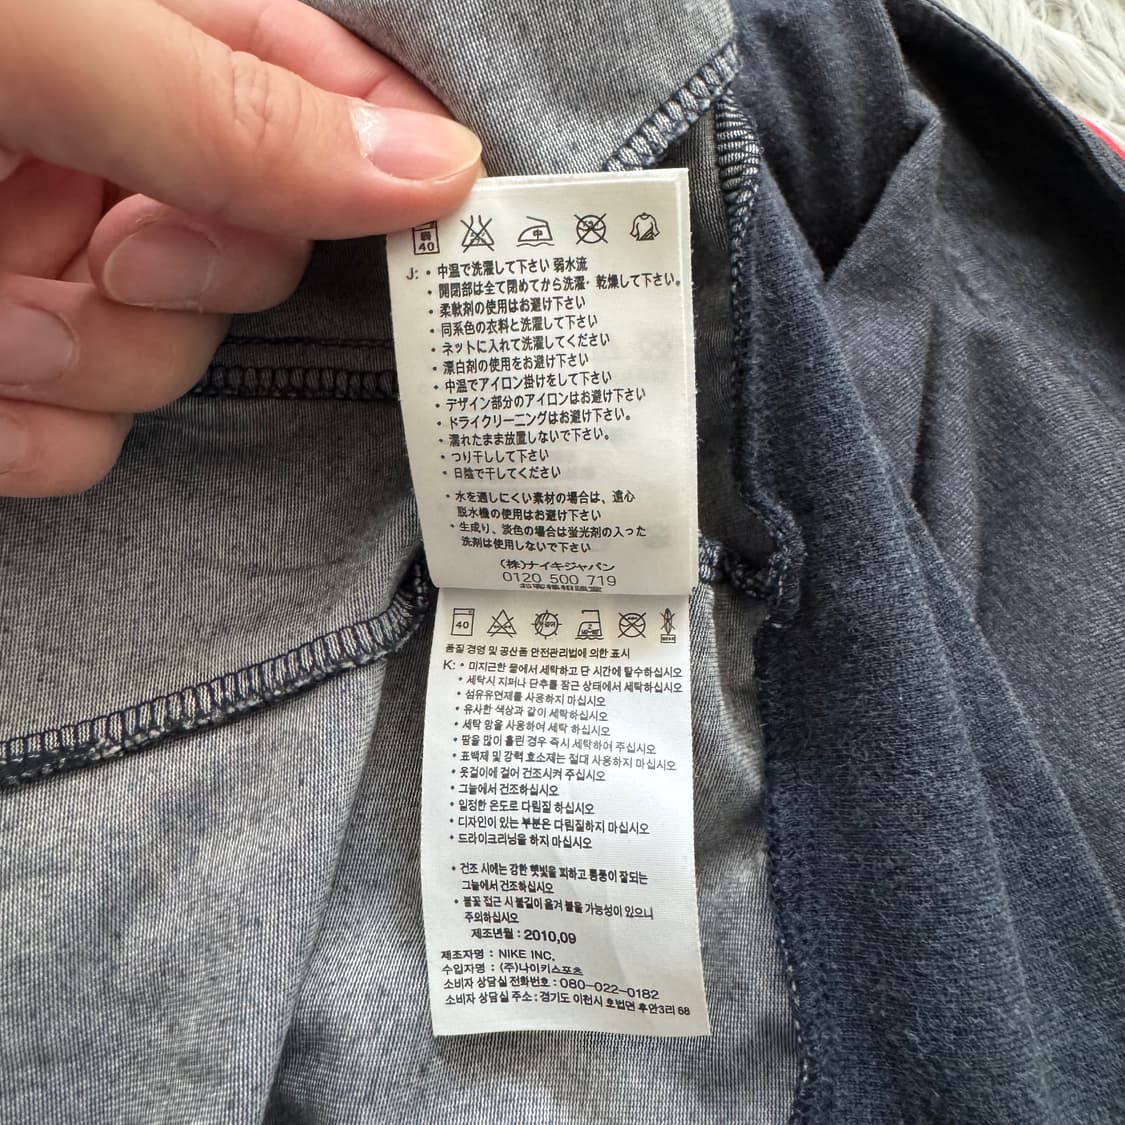 弱
40
中
J: • 中温で洗濯して下さい 弱水流
• 開閉部は全て閉めてから洗濯・乾燥して下さい。
• 柔軟剤の使用はお避け下さい
• 同系色の衣料と洗濯して下さい
• ネットに入れて洗濯してください
• 漂白剤の使用をお避け下さい
• 中温でアイロン掛けをして下さい
• デザイン部分のアイロンはお避け下さい
• ドライクリーニングはお避け下さい。
• 濡れたまま放置しないで下さい。
• つり干しして下さい
• 日陰で干してください
• 水を通しにくい素材の場合は、遠心
脱水機の使用はお避け下さい
• 生成り、淡色の場合は蛍光剤の入った
洗剤は使用しないで下さい
(株)ナイキジャパン
0120 500 719
お客様相談室
40
품질 경영 및 공산품 안전관리법에 의한 표시
K: • 미지근한 물에서 세탁하고 단 시간에 탈수하십시오
• 세탁시 지퍼나 단추를 잠근 상태에서 세탁하십시오
• 섬유유연제를 사용하지 마십시오
• 유사한 색상과 같이 세탁하십시오
• 세탁 망을 사용하여 세탁 하십시오
• 땀을 많이 흘린 경우 즉시 세탁하여 주십시오
• 표백제 및 강력 효소제는 절대 사용하지 마십시오
• 옷걸이에 걸어 건조시켜 주십시오
• 그늘에서 건조하십시오
• 일정한 온도로 다림질 하십시오
• 디자인이 있는 부분은 다림질하지 마십시오
• 드라이크리닝을 하지 마십시오
• 건조 시에는 강한 햇빛을 피하고 통풍이 잘되는
그늘에서 건조하십시오
• 불꽃 접근 시 불길이 옮겨 붙을 가능성이 있으니
주의하십시오
제조년월 : 2010,09
제조자명 : NIKE INC.
수입자명 : (주)나이키스포츠
소비자 상담실 전화번호 : 080-022-0182
소비자 상담실 주소 : 경기도 이천시 호법면 후안3리 68